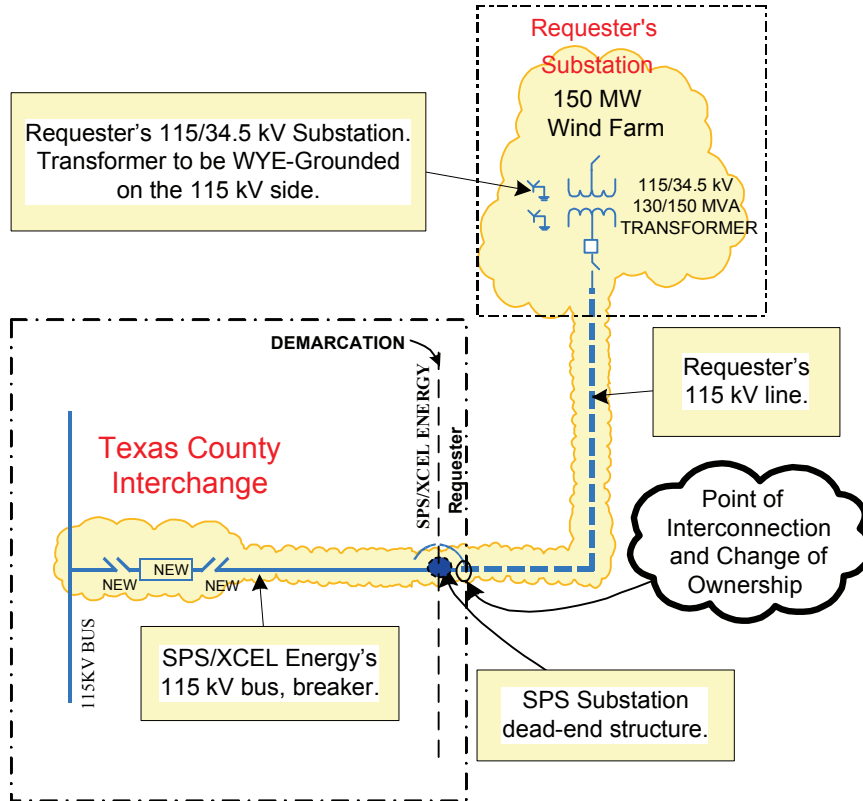 Requester's
Substation
150 MW
Wind Farm
Requester's 115/34.5 kV Substation.
Transformer to be WYE-Grounded
on the 115 kV side.
115/34.5 kV
130/150 MVA
TRANSFORMER
DEMARCATION
SPS/XCEL ENERGY
Requester
Requester's
115 kV line.
Texas County
Interchange
Point of
Interconnection
and Change of
Ownership
NEW
NEW
NEW
115KV BUS
SPS/XCEL Energy's
115 kV bus, breaker.
SPS Substation
dead-end structure.